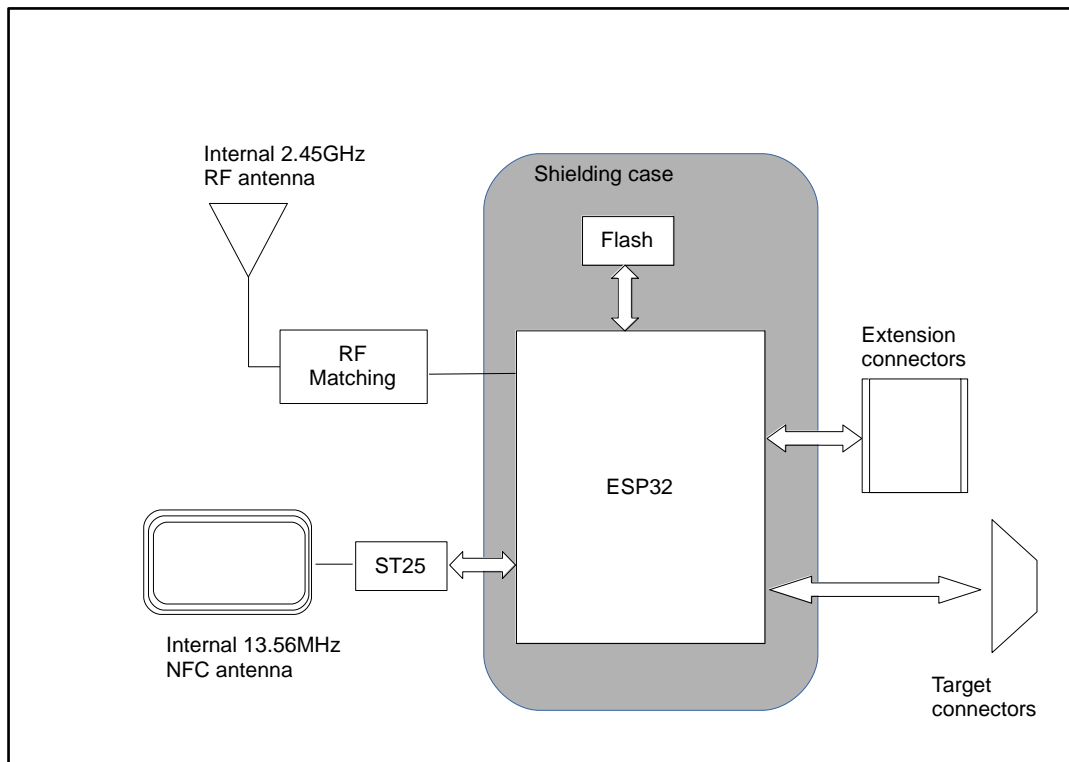 Internal 2.45GHz
RF antenna
Shielding case
Flash
RF
Matching
Extension
connectors
ESP32
ST25
Internal 13.56MHz
NFC antenna
Target
connectors